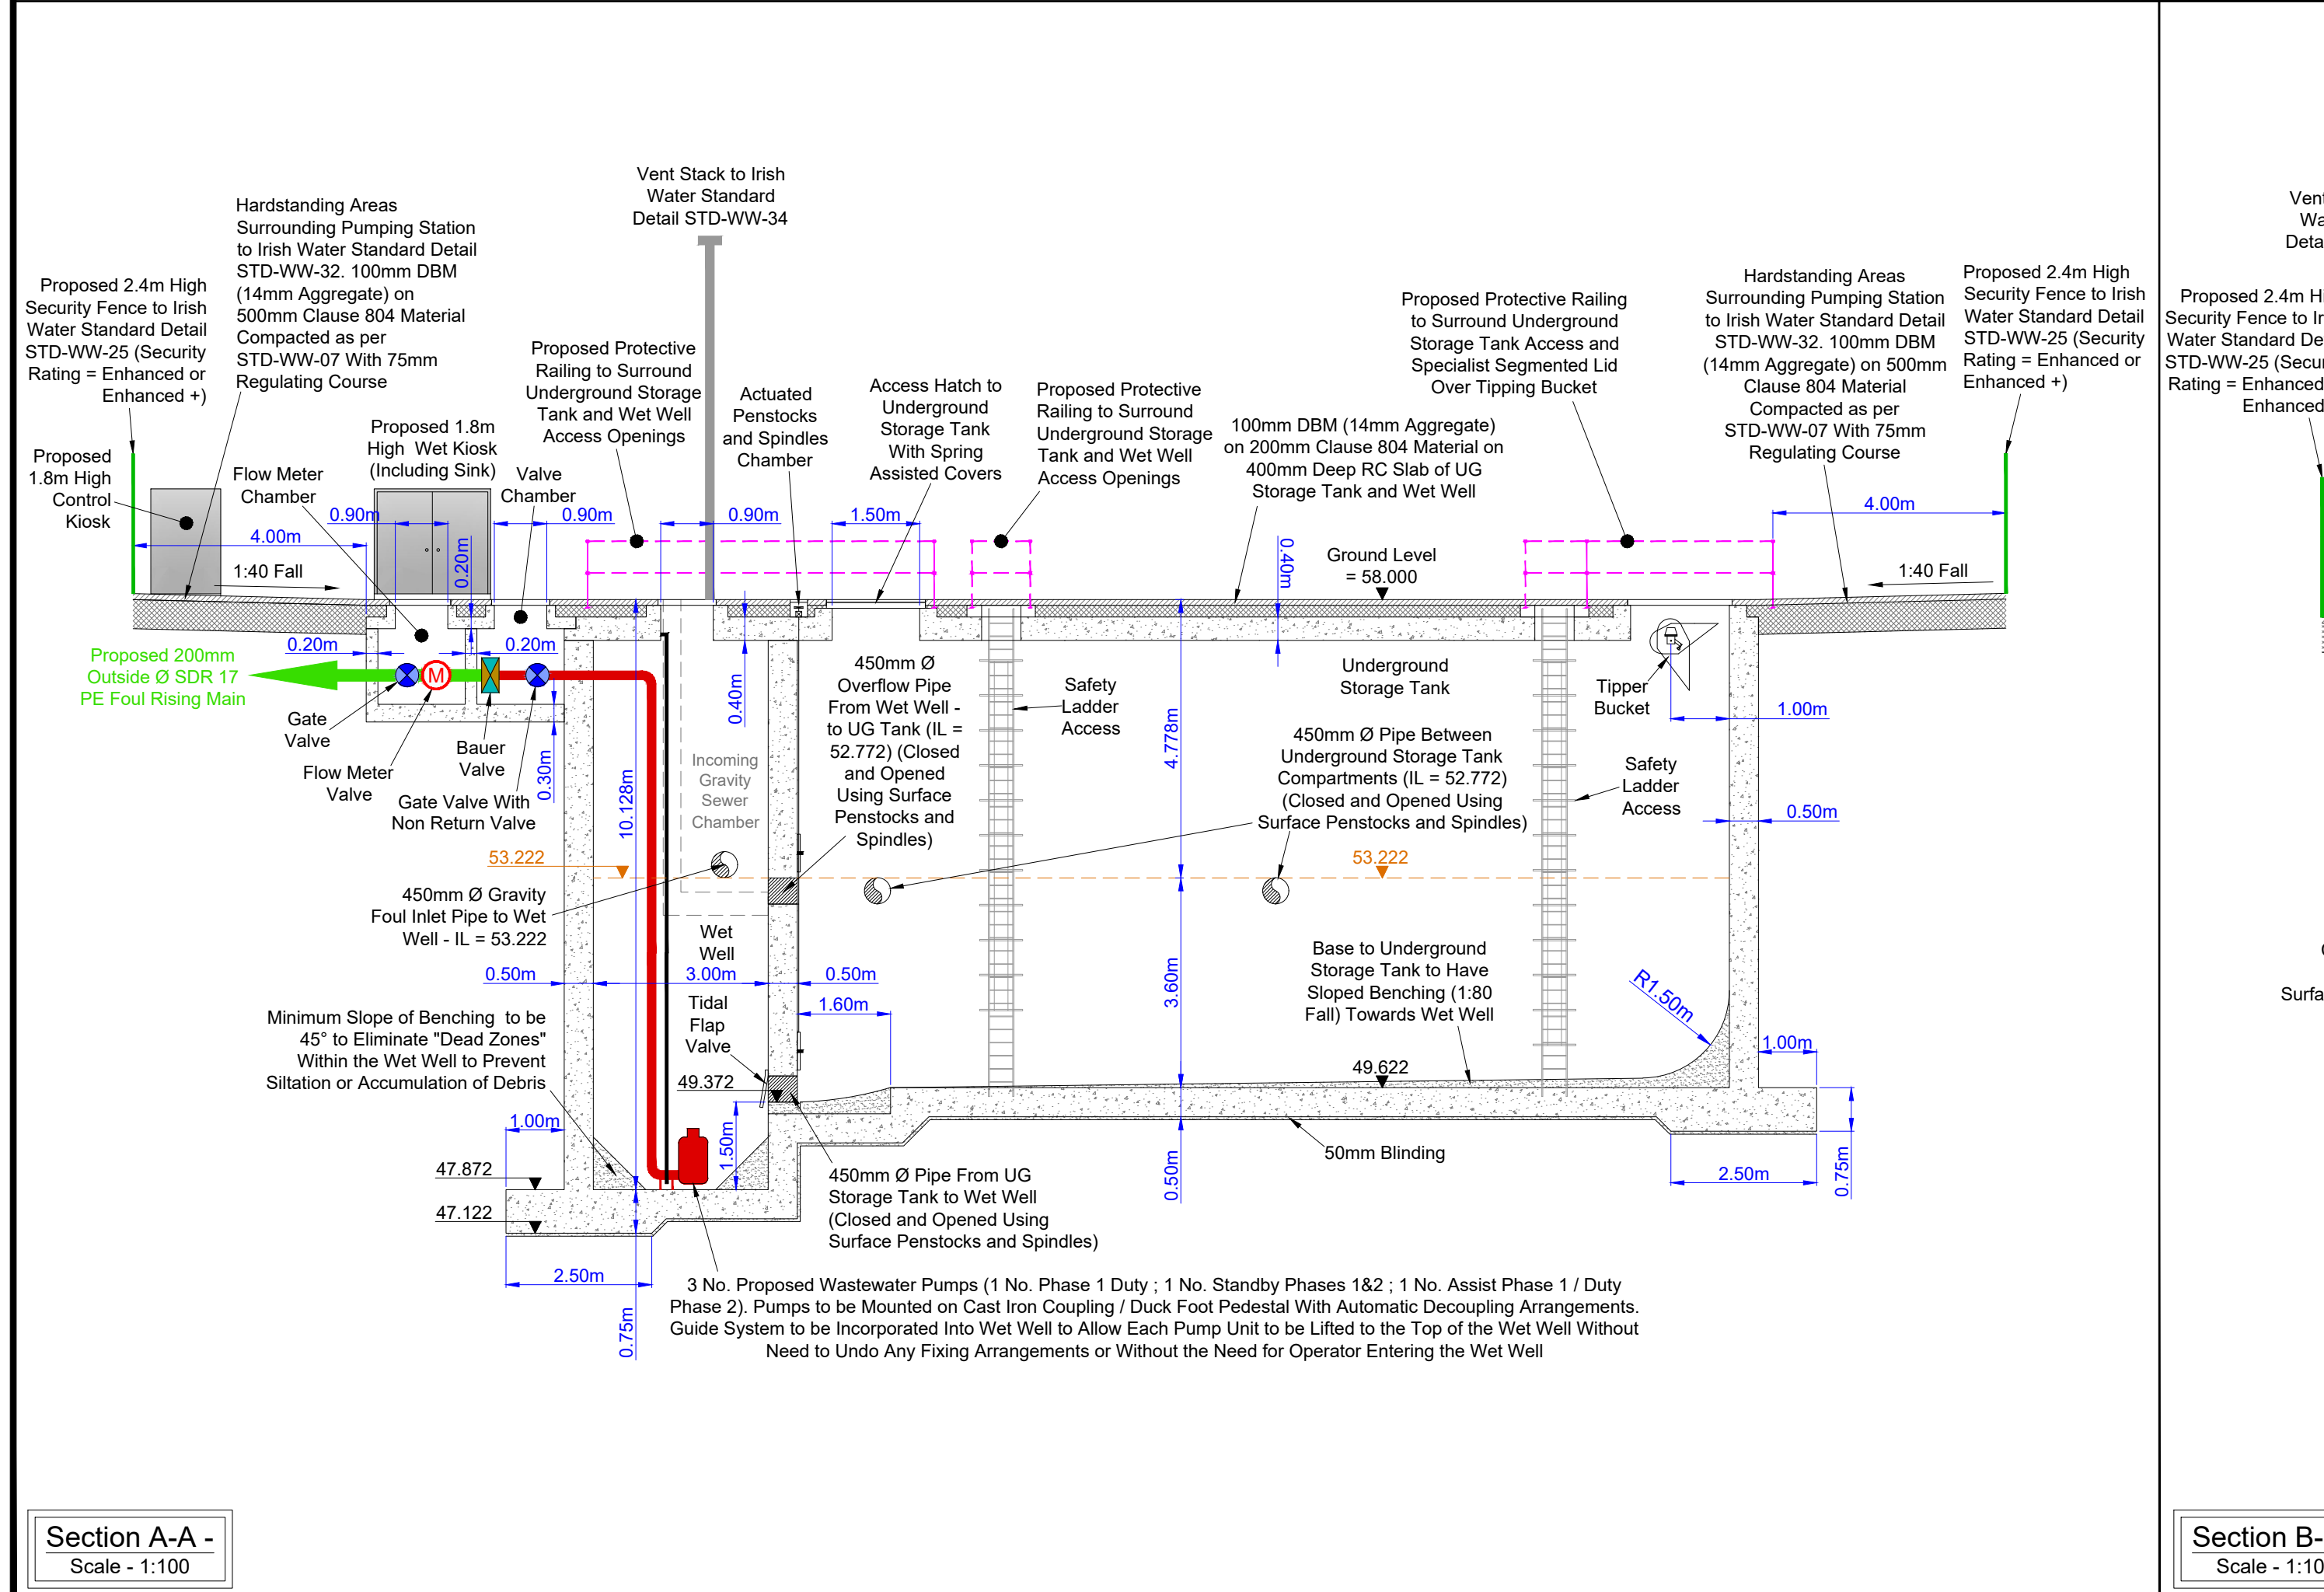 Vent Stack to Irish
Water Standard
Detail STD-WW-34
Hardstanding Areas
Surrounding Pumping Station
to Irish Water Standard Detail
STD-WW-32. 100mm DBM
(14mm Aggregate) on
500mm Clause 804 Material
Compacted as per
STD-WW-07 With 75mm
Regulating Course
Proposed 2.4m High
Security Fence to Irish
Water Standard Detail
STD-WW-25 (Security
Rating = Enhanced or
Enhanced +)
Proposed
1.8m High
Control
Kiosk
Flow Meter
Chamber
Proposed 1.8m
High Wet Kiosk
(Including Sink)
Valve
Chamber
Proposed Protective
Railing to Surround
Underground Storage
Tank and Wet Well
Access Openings
Actuated
Penstocks
and Spindles
Chamber
Access Hatch to
Underground
Storage Tank
With Spring
Assisted Covers
Proposed Protective
Railing to Surround
Underground Storage
Tank and Wet Well
Access Openings
100mm DBM (14mm Aggregate)
on 200mm Clause 804 Material on
400mm Deep RC Slab of UG
Storage Tank and Wet Well
Proposed Protective Railing
to Surround Underground
Storage Tank Access and
Specialist Segmented Lid
Over Tipping Bucket
Hardstanding Areas
Surrounding Pumping Station
to Irish Water Standard Detail
STD-WW-32. 100mm DBM
(14mm Aggregate) on 500mm
Clause 804 Material
Compacted as per
STD-WW-07 With 75mm
Regulating Course
Proposed 2.4m High
Security Fence to Irish
Water Standard Detail
STD-WW-25 (Security
Rating = Enhanced or
Enhanced +)
4.00m
0.90m
0.20m
0.90m
0.90m
1.50m
0.40m
4.00m
1:40 Fall
Ground Level
= 58.000
1:40 Fall
0.20m
0.20m
Proposed 200mm
Outside Ø SDR 17
PE Foul Rising Main
M
Gate
Valve
Flow Meter
Valve
Bauer
Valve
Gate Valve With
Non Return Valve
0.30m
10.128m
0.40m
Incoming
Gravity
Sewer
Chamber
450mm Ø
Overflow Pipe
From Wet Well -
to UG Tank (IL =
52.772) (Closed
and Opened
Using Surface
Penstocks and
Spindles)
Safety
Ladder
Access
4.778m
Underground
Storage Tank
450mm Ø Pipe Between
Underground Storage Tank
Compartments (IL = 52.772)
(Closed and Opened Using
Surface Penstocks and Spindles)
Tipper
Bucket
1.00m
Safety
Ladder
Access
0.50m
53.222
53.222
450mm Ø Gravity
Foul Inlet Pipe to Wet
Well - IL = 53.222
Wet
Well
0.50m
3.00m
0.50m
3.60m
Base to Underground
Storage Tank to Have
Sloped Benching (1:80
Fall) Towards Wet Well
R1.50m
Minimum Slope of Benching to be
45° to Eliminate "Dead Zones"
Within the Wet Well to Prevent
Siltation or Accumulation of Debris
Tidal
Flap
Valve
1.60m
49.372
49.622
1.00m
1.00m
1.50m
0.50m
50mm Blinding
2.50m
0.75m
47.872
47.122
450mm Ø Pipe From UG
Storage Tank to Wet Well
(Closed and Opened Using
Surface Penstocks and Spindles)
2.50m
0.75m
3 No. Proposed Wastewater Pumps (1 No. Phase 1 Duty ; 1 No. Standby Phases 1&2 ; 1 No. Assist Phase 1 / Duty
Phase 2). Pumps to be Mounted on Cast Iron Coupling / Duck Foot Pedestal With Automatic Decoupling Arrangements.
Guide System to be Incorporated Into Wet Well to Allow Each Pump Unit to be Lifted to the Top of the Wet Well Without
Need to Undo Any Fixing Arrangements or Without the Need for Operator Entering the Wet Well
Section A-A -
Scale - 1:100
Proposed 2.4m
Security Fence to
Water Standard
STD-WW-25
Rating = Enhanced
Enhanced
Section B-
Scale -